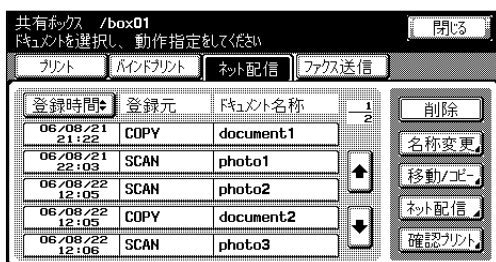 共有ボックス /box01
閉じる
ドキュメントを選択し、動作指定をしてください
プリント バインドプリント ネット配信 ファクス送信
登録時間 登録元 ドキュメント名称 1/2
06/08/21 21:22 COPY document1
06/08/21 22:03 SCAN photo1
06/08/22 12:05 SCAN photo2
06/08/22 12:05 COPY document2
06/08/22 12:06 SCAN photo3
削除
名称変更
移動/コピー
ネット配信
確認プリント